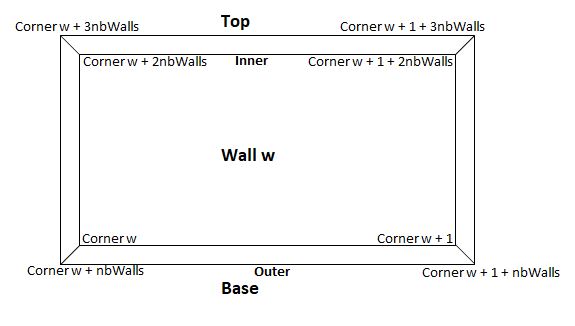 Top
Corner w + 3nbWalls
Corner w + 1 + 3nbWalls
Corner w + 2nbWalls
Inner
Corner w + 1 + 2nbWalls
Wall w
Corner w
Corner w + 1
Corner w + nbWalls
Outer
Corner w + 1 + nbWalls
Base